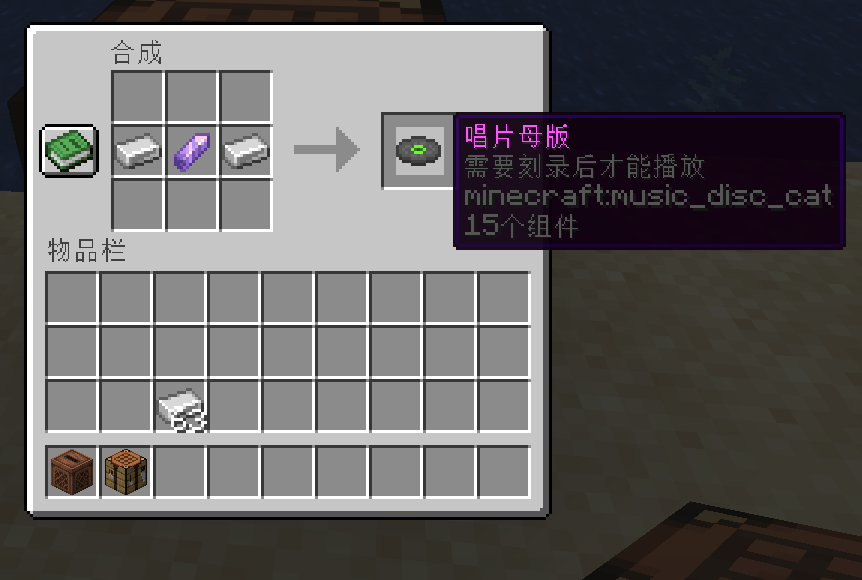 合成
唱片母版
需要刻录后才能播放
minecraft:music_disc_cat
15个组件
物品栏